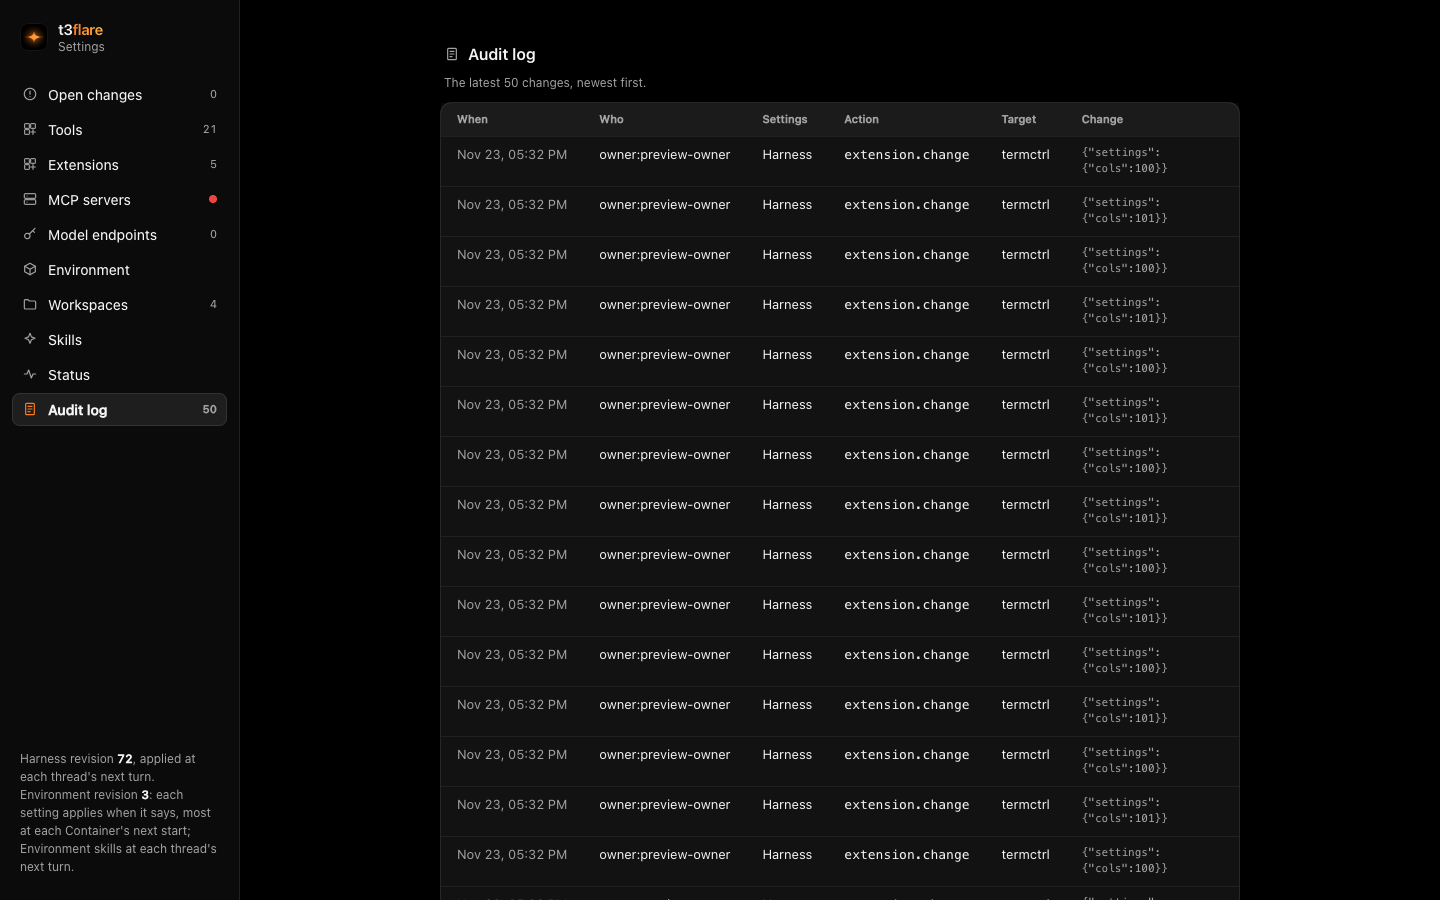 t3flare
Settings
Open changes 0
Tools 21
Extensions 5
MCP servers
Model endpoints 0
Environment
Workspaces 4
Skills
Status
Audit log 50
Harness revision 72, applied at
each thread's next turn.
Environment revision 3: each
setting applies when it says, most
at each Container's next start;
Environment skills at each thread's
next turn.
Audit log
The latest 50 changes, newest first.
When Who Settings Action Target Change
Nov 23, 05:32 PM owner:preview-owner Harness extension.change termctrl {"settings":
{"cols":100}}
Nov 23, 05:32 PM owner:preview-owner Harness extension.change termctrl {"settings":
{"cols":101}}
Nov 23, 05:32 PM owner:preview-owner Harness extension.change termctrl {"settings":
{"cols":100}}
Nov 23, 05:32 PM owner:preview-owner Harness extension.change termctrl {"settings":
{"cols":101}}
Nov 23, 05:32 PM owner:preview-owner Harness extension.change termctrl {"settings":
{"cols":100}}
Nov 23, 05:32 PM owner:preview-owner Harness extension.change termctrl {"settings":
{"cols":101}}
Nov 23, 05:32 PM owner:preview-owner Harness extension.change termctrl {"settings":
{"cols":100}}
Nov 23, 05:32 PM owner:preview-owner Harness extension.change termctrl {"settings":
{"cols":101}}
Nov 23, 05:32 PM owner:preview-owner Harness extension.change termctrl {"settings":
{"cols":100}}
Nov 23, 05:32 PM owner:preview-owner Harness extension.change termctrl {"settings":
{"cols":101}}
Nov 23, 05:32 PM owner:preview-owner Harness extension.change termctrl {"settings":
{"cols":100}}
Nov 23, 05:32 PM owner:preview-owner Harness extension.change termctrl {"settings":
{"cols":101}}
Nov 23, 05:32 PM owner:preview-owner Harness extension.change termctrl {"settings":
{"cols":100}}
Nov 23, 05:32 PM owner:preview-owner Harness extension.change termctrl {"settings":
{"cols":101}}
Nov 23, 05:32 PM owner:preview-owner Harness extension.change termctrl {"settings":
{"cols":100}}